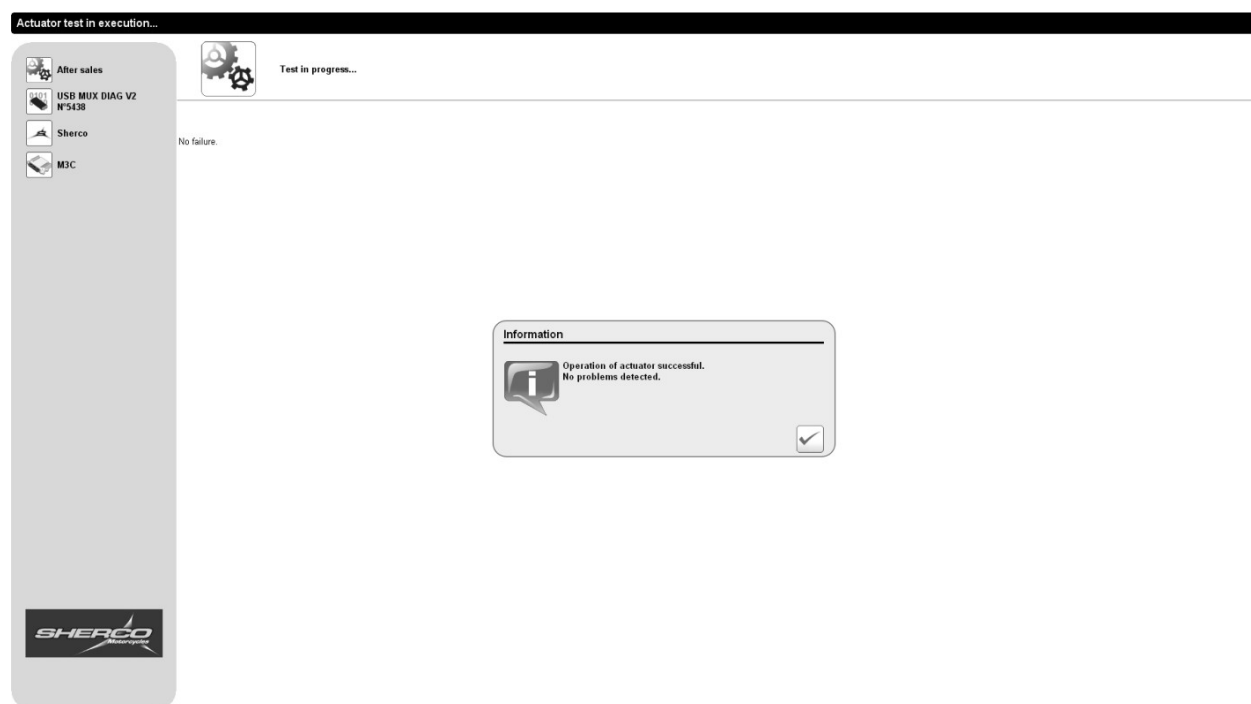 Actuator test in execution...
After sales
USB MUX DIAG V2
N°5438
Sherco
M3C
Test in progress...
No failure.
Information
Operation of actuator successful.
No problems detected.
SHERCO
Motorcycles